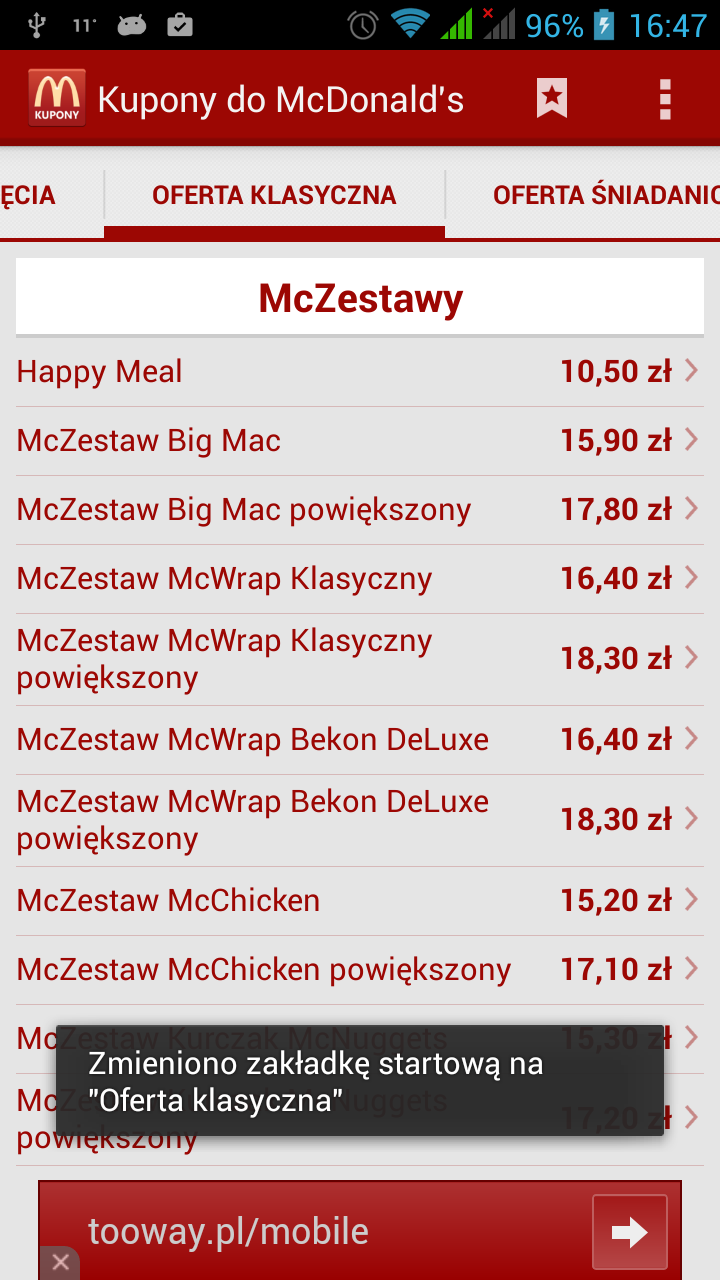 11°
96%
16:47
KUPONY
Kupony do McDonald's
ĘCIA
OFERTA KLASYCZNA
OFERTA ŚNIADANIO
McZestawy
Happy Meal 10,50 zł
McZestaw Big Mac 15,90 zł
McZestaw Big Mac powiększony 17,80 zł
McZestaw McWrap Klasyczny 16,40 zł
McZestaw McWrap Klasyczny
powiększony 18,30 zł
McZestaw McWrap Bekon DeLuxe 16,40 zł
McZestaw McWrap Bekon DeLuxe
powiększony 18,30 zł
McZestaw McChicken 15,20 zł
McZestaw McChicken powiększony 17,10 zł
McZestaw Kurczak McNuggets 15,30 zł
McZestaw Kurczak McNuggets
powiększony 17,20 zł
Zmieniono zakładkę startową na
"Oferta klasyczna"
tooway.pl/mobile